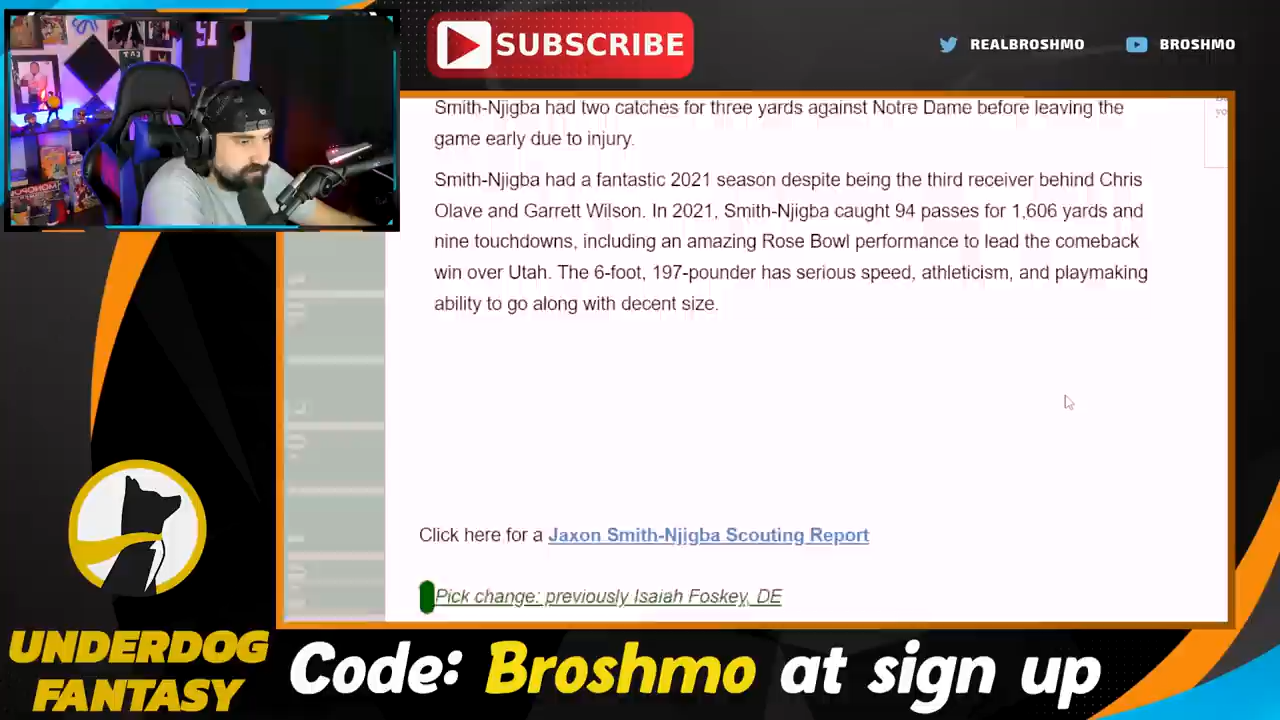 SUBSCRIBE
REALBROSHMO
BROSHMO
Smith-Njigba had two catches for three yards against Notre Dame before leaving the
game early due to injury.
Smith-Njigba had a fantastic 2021 season despite being the third receiver behind Chris
Olave and Garrett Wilson. In 2021, Smith-Njigba caught 94 passes for 1,606 yards and
nine touchdowns, including an amazing Rose Bowl performance to lead the comeback
win over Utah. The 6-foot, 197-pounder has serious speed, athleticism, and playmaking
ability to go along with decent size.
Click here for a Jaxon Smith-Njigba Scouting Report
Pick change: previously Isaiah Foskey, DE
UNDERDOG
FANTASY
Code: Broshmo at sign up